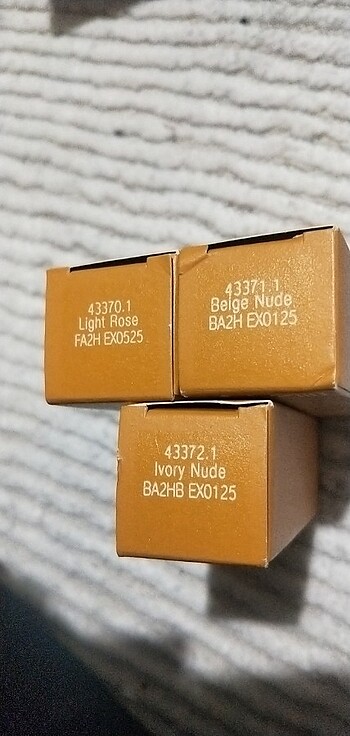 43370.1
Light Rose
FA2H EX0525
43371.1
Beige Nude
BA2H EX0125
43372.1
Ivory Nude
BA2HB EX0125